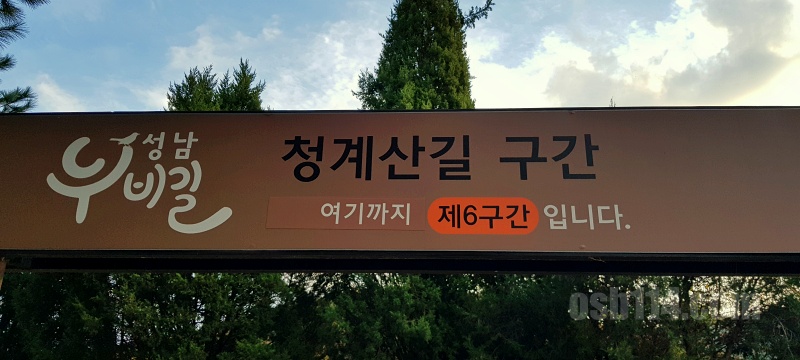 성남
누비길
청계산길 구간
여기까지 제6구간 입니다.